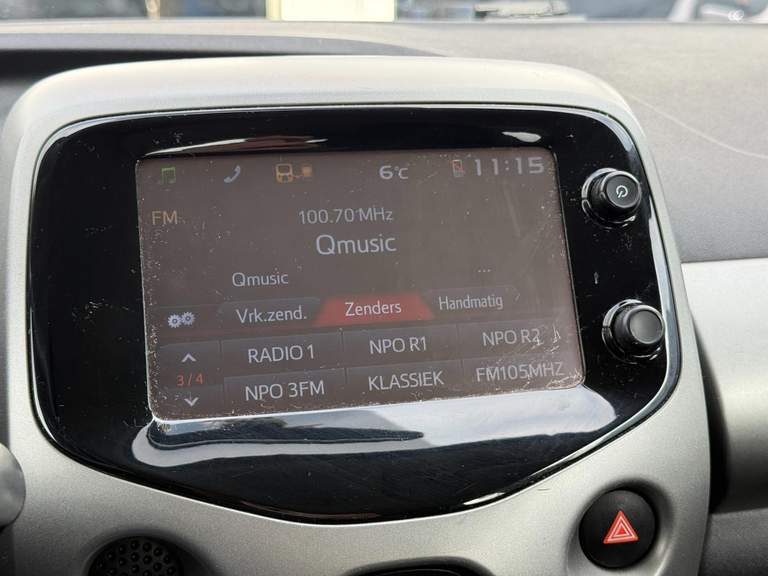 6°C 11:15
FM 100.70 MHz
Qmusic
Qmusic ...
Vrk.zend. Zenders Handmatig
RADIO 1 NPO R1 NPO R2
3/4
NPO 3FM KLASSIEK FM105MHZ